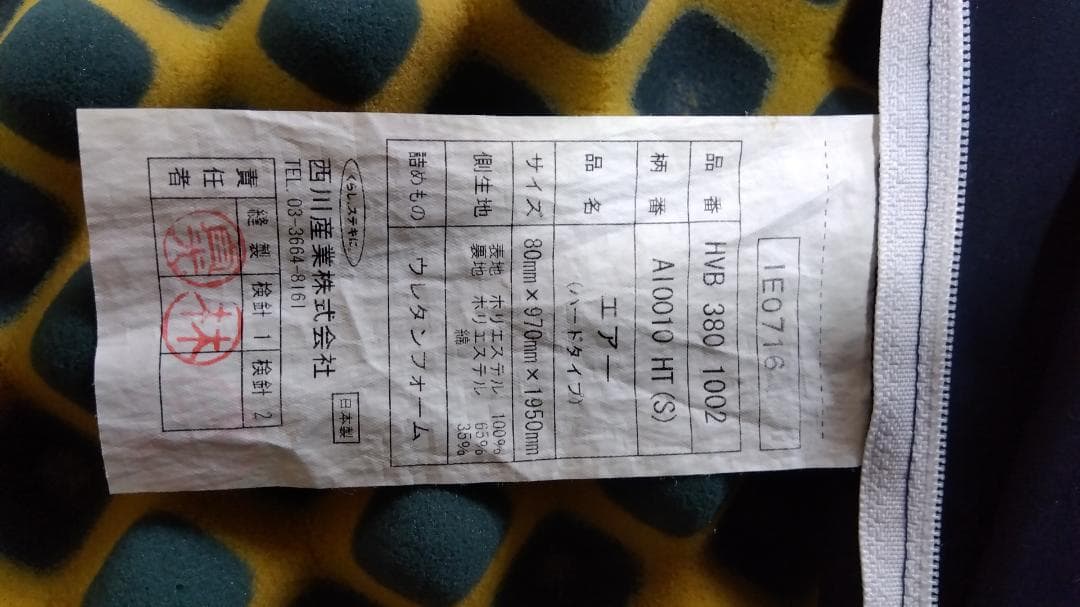 IE0716
品番 HVB 380 1002
柄番 AI0010 HT(S)
品名 エアー
(ハードタイプ)
サイズ 80mm×970mm×1950mm
側生地 表地 ポリエステル 100%
裏地 ポリエステル 65%
綿 35%
詰めもの ウレタンフォーム
くらし、ステキに。
西川産業株式会社 日本製
TEL 03-3664-8161
責任者 縫製 検針1 検針2
林